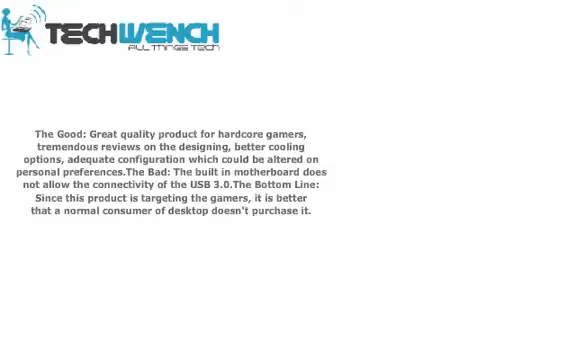 TECHWENCH
ALL THINGS TECH
The Good: Great quality product for hardcore gamers,
tremendous reviews on the designing, better cooling
options, adequate configuration which could be altered on
personal preferences.The Bad: The built in motherboard does
not allow the connectivity of the USB 3.0.The Bottom Line:
Since this product is targeting the gamers, it is better
that a normal consumer of desktop doesn't purchase it.